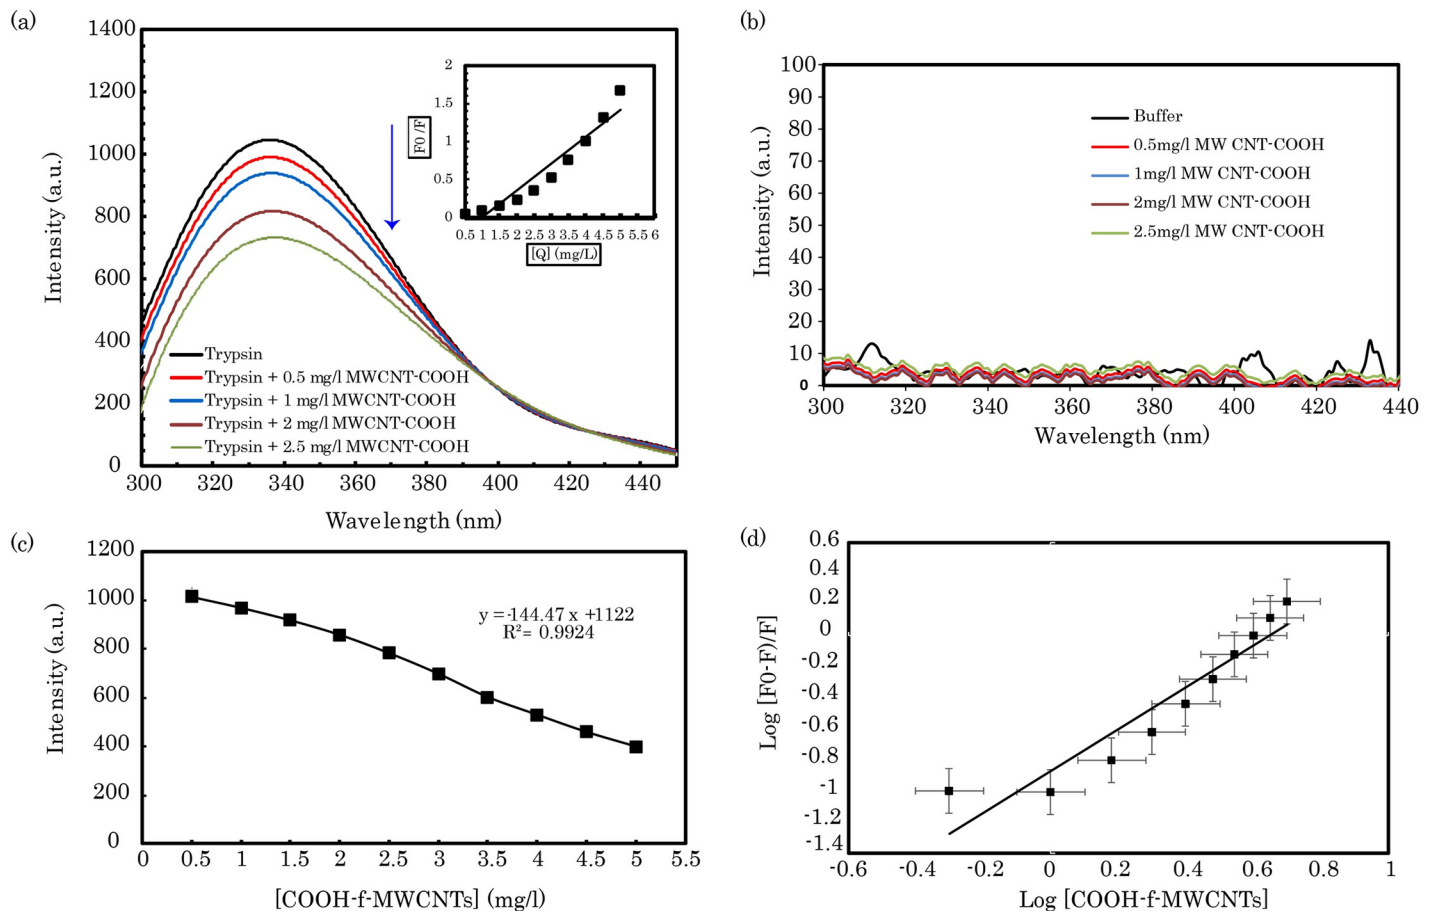 (a)
1400
1200
1000
800
600
400
200
0
Intensity (a.u.)
300
320
340
360
380
400
420
440
Wavelength (nm)
Trypsin
Trypsin + 0.5 mg/l MWCNT-COOH
Trypsin + 1 mg/l MWCNT-COOH
Trypsin + 2 mg/l MWCNT-COOH
Trypsin + 2.5 mg/l MWCNT-COOH
2
1.5
1
0.5
0
F0 /F
0.5 1 1.5 2 2.5 3 3.5 4 4.5 5 5.5 6
[Q] (mg/L)
(b)
100
90
80
70
60
50
40
30
20
10
0
Intensity (a.u.)
300
320
340
360
380
400
420
440
Wavelength (nm)
Buffer
0.5mg/l MW CNT-COOH
1mg/l MW CNT-COOH
2mg/l MW CNT-COOH
2.5mg/l MW CNT-COOH
(c)
1200
1000
800
600
400
200
0
Intensity (a.u.)
y = -144.47 x +1122
R² = 0.9924
0 0.5 1 1.5 2 2.5 3 3.5 4 4.5 5 5.5
[COOH-f-MWCNTs] (mg/l)
(d)
0.6
0.4
0.2
0
-0.2
-0.4
-0.6
-0.8
-1
-1.2
-1.4
Log [F0-F)/F]
-0.6 -0.4 -0.2 0 0.2 0.4 0.6 0.8 1
Log [COOH-f-MWCNTs]